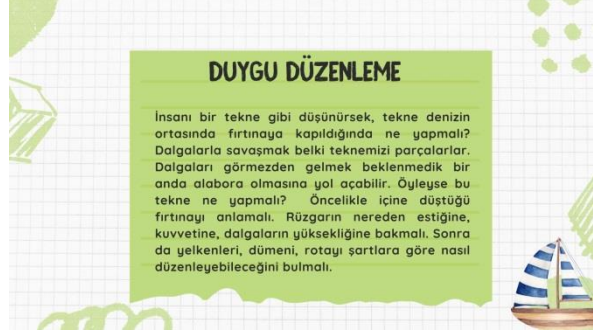 DUYGU DÜZENLEME
İnsanı bir tekne gibi düşünürsek, tekne denizin
ortasında fırtınaya kapıldığında ne yapmalı?
Dalgalarla savaşmak belki teknemizi parçalarlar.
Dalgaları görmezden gelmek beklenmedik bir
anda alabora olmasına yol açabilir. Öyleyse bu
tekne ne yapmalı? Öncelikle içine düştüğü
fırtınayı anlamalı. Rüzgarın nereden estiğine,
kuvvetine, dalgaların yüksekliğine bakmalı. Sonra
da yelkenleri, dümeni, rotayı şartlara göre nasıl
düzenleyebileceğini bulmalı.